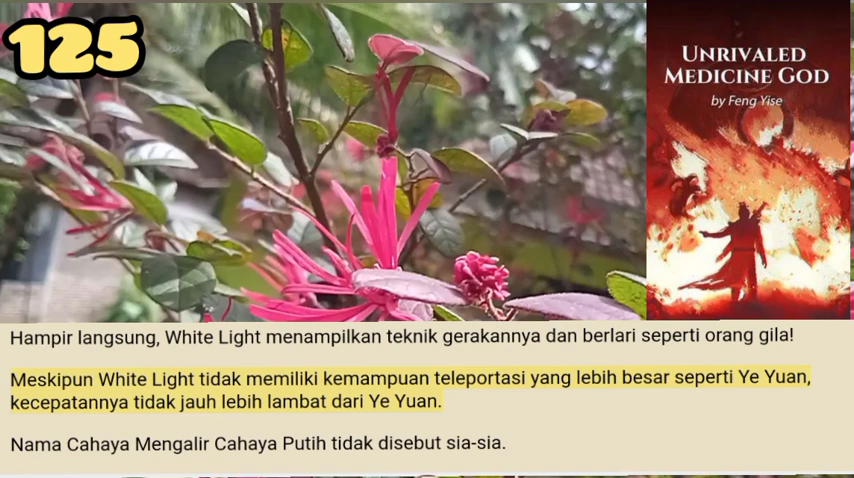 125
UNRIVALED
MEDICINE GOD
by Feng Yise
Hampir langsung, White Light menampilkan teknik gerakannya dan berlari seperti orang gila!
Meskipun White Light tidak memiliki kemampuan teleportasi yang lebih besar seperti Ye Yuan,
kecepatannya tidak jauh lebih lambat dari Ye Yuan.
Nama Cahaya Mengalir Cahaya Putih tidak disebut sia-sia.